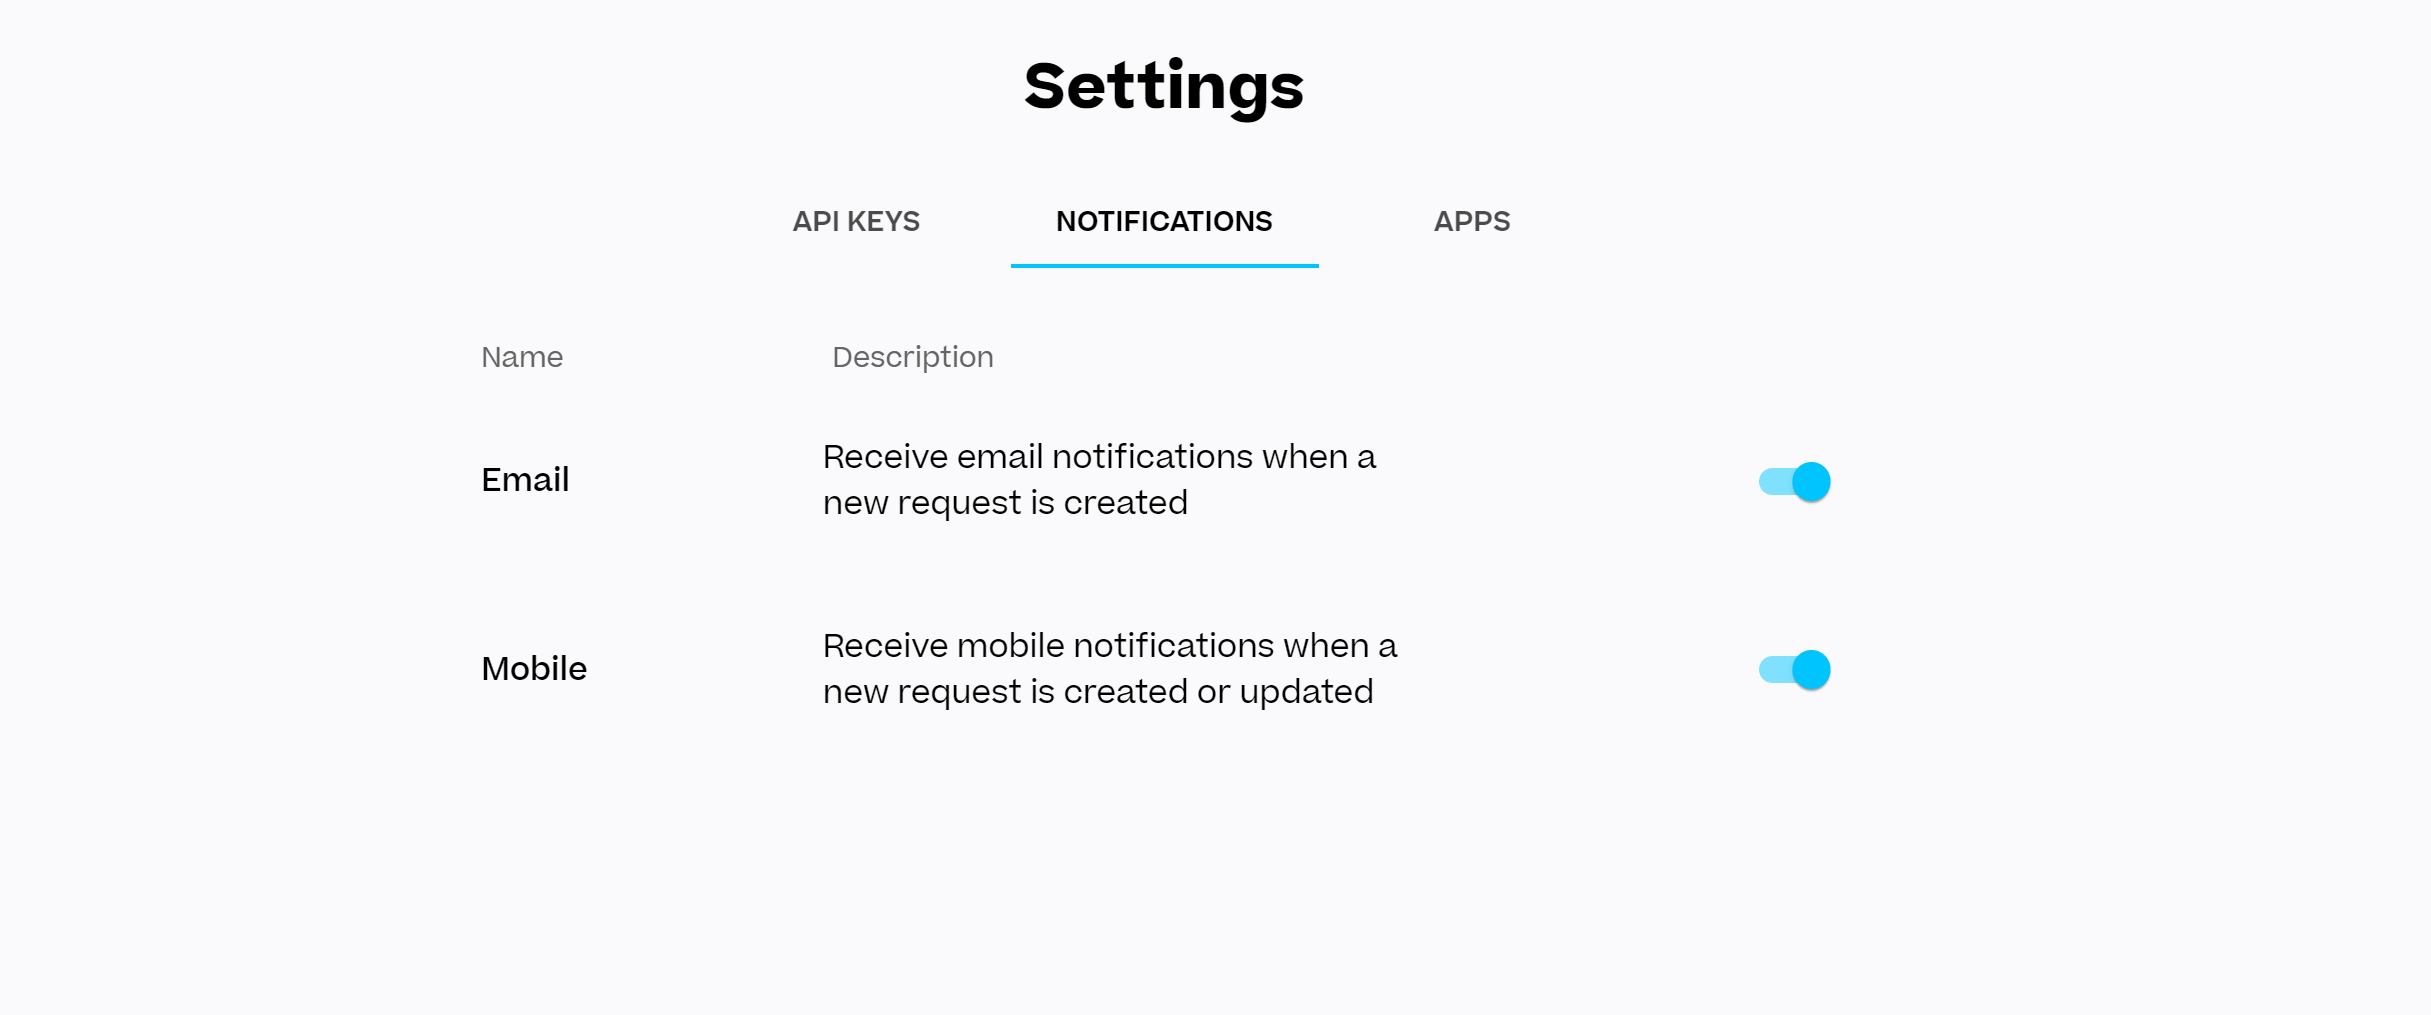 Settings
API KEYS NOTIFICATIONS APPS
Name Description
Email
Receive email notifications when a
new request is created
Mobile
Receive mobile notifications when a
new request is created or updated